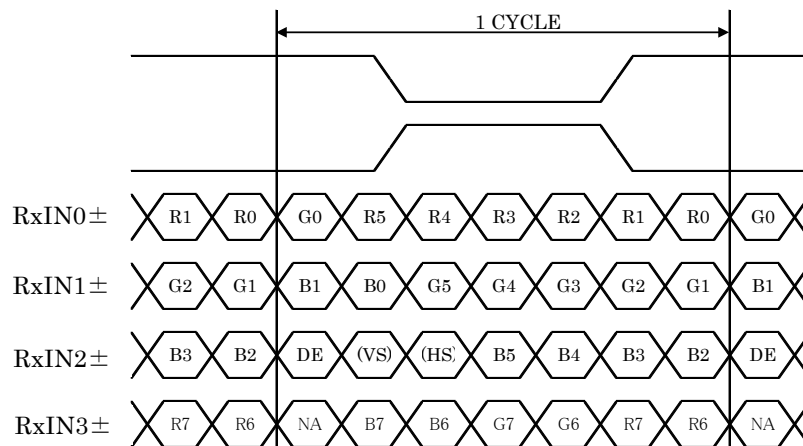 1 CYCLE
RxIN0± R1 R0 G0 R5 R4 R3 R2 R1 R0 G0
RxIN1± G2 G1 B1 B0 G5 G4 G3 G2 G1 B1
RxIN2± B3 B2 DE (VS) (HS) B5 B4 B3 B2 DE
RxIN3± R7 R6 NA B7 B6 G7 G6 R7 R6 NA